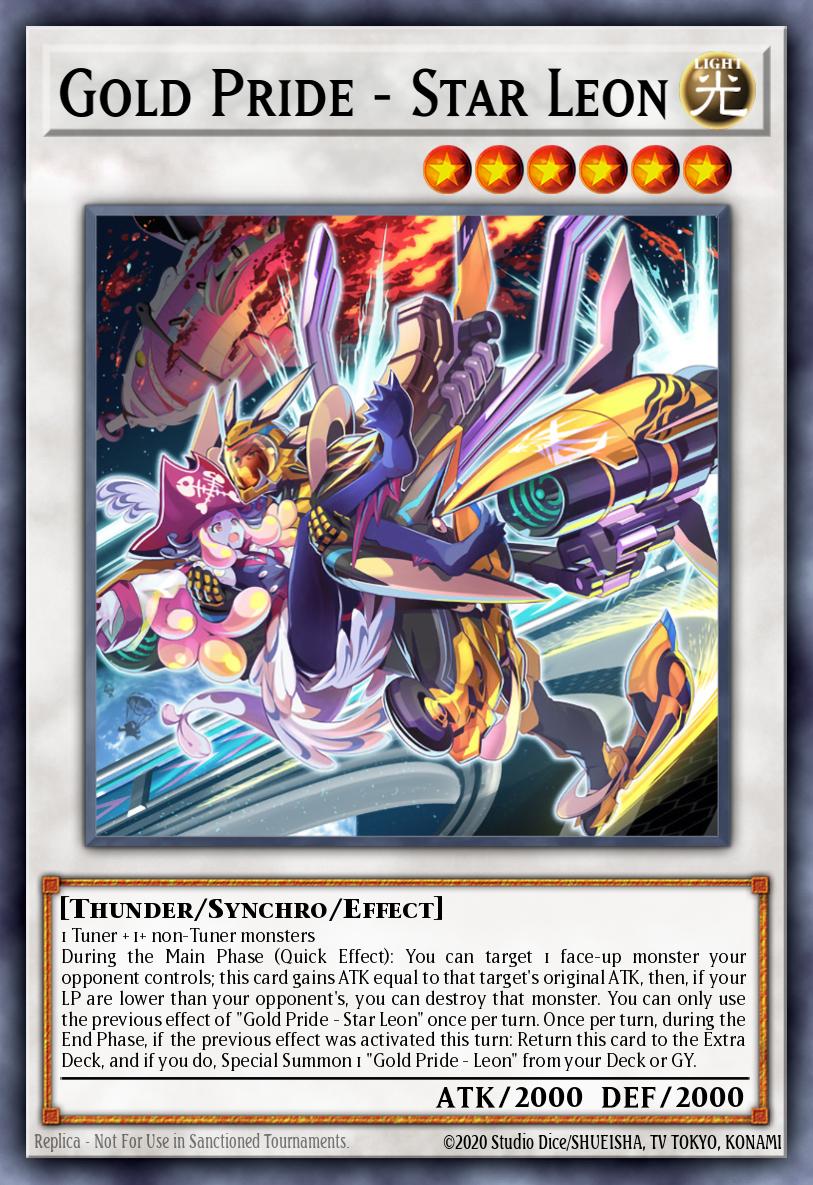 Gold Pride - Star Leon
LIGHT
光
[Thunder/Synchro/Effect]
1 Tuner + 1+ non-Tuner monsters
During the Main Phase (Quick Effect): You can target 1 face-up monster your
opponent controls; this card gains ATK equal to that target's original ATK, then, if your
LP are lower than your opponent's, you can destroy that monster. You can only use
the previous effect of "Gold Pride - Star Leon" once per turn. Once per turn, during the
End Phase, if the previous effect was activated this turn: Return this card to the Extra
Deck, and if you do, Special Summon 1 "Gold Pride - Leon" from your Deck or GY.
ATK/2000 DEF/2000
Replica - Not For Use in Sanctioned Tournaments.
©2020 Studio Dice/SHUEISHA, TV TOKYO, KONAMI